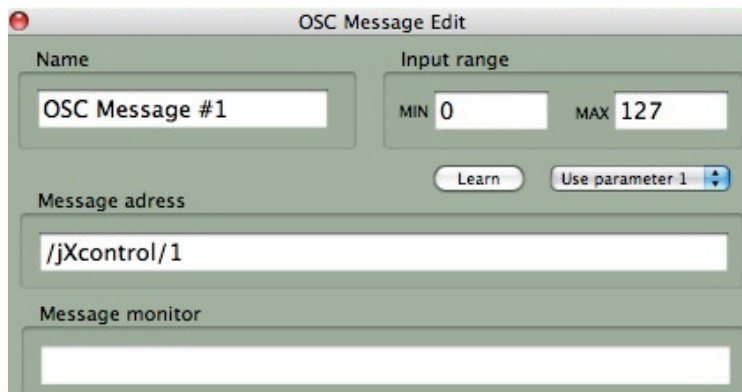 OSC Message Edit
Name
Input range
OSC Message #1
MIN 0
MAX 127
Learn
Use parameter 1
Message adress
/jXcontrol/1
Message monitor